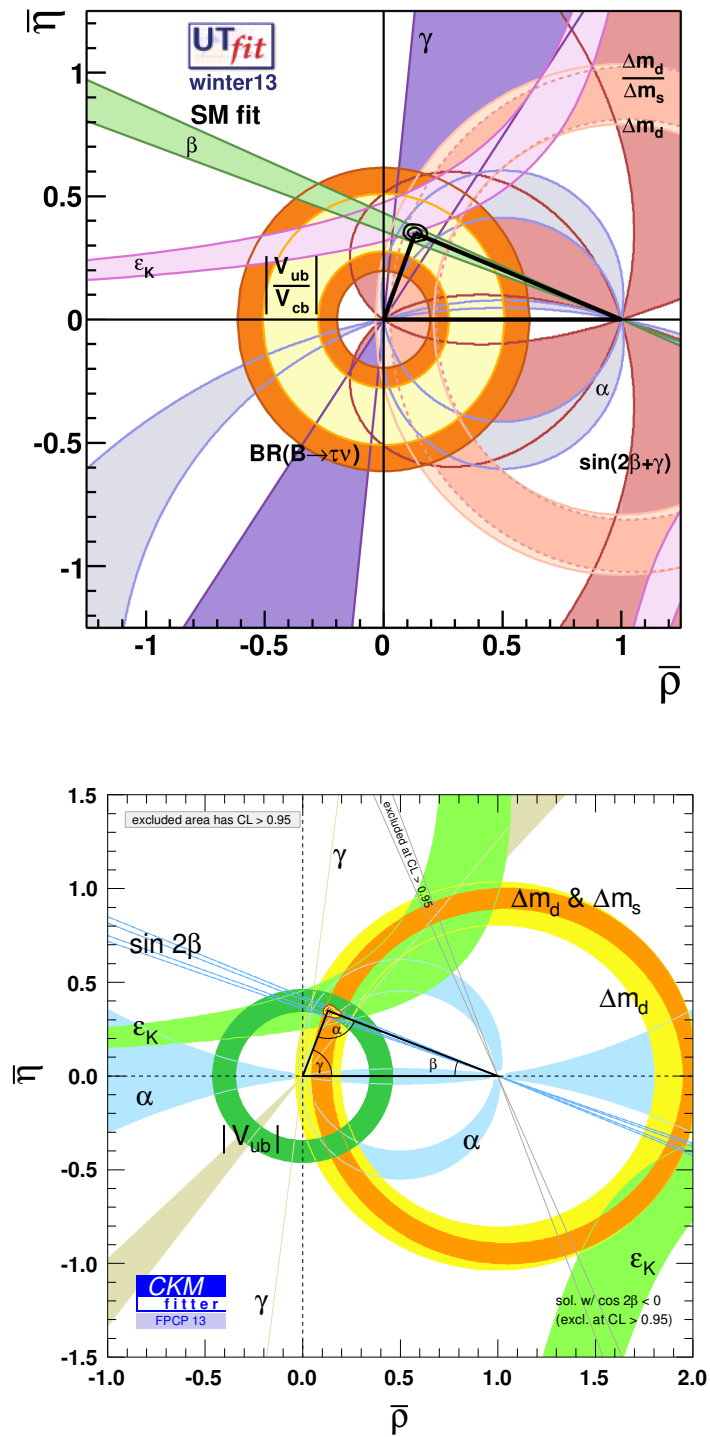 η̅
UTfit
winter13
SM fit
γ
Δm_d
Δm_s
Δm_d
β
ε_K
|V_ub
V_cb|
α
BR(B→τν)
sin(2β+γ)
1
0.5
0
-0.5
-1
-1
-0.5
0
0.5
1
ρ̅
excluded area has CL > 0.95
γ
excluded at CL > 0.95
Δm_d & Δm_s
sin 2β
Δm_d
ε_K
α
γ
β
α
|V_ub|
α
ε_K
γ
sol. w/ cos 2β < 0
(excl. at CL > 0.95)
CKM
fitter
FPCP 13
η̅
1.5
1.0
0.5
0.0
-0.5
-1.0
-1.5
-1.0
-0.5
0.0
0.5
1.0
1.5
2.0
ρ̅